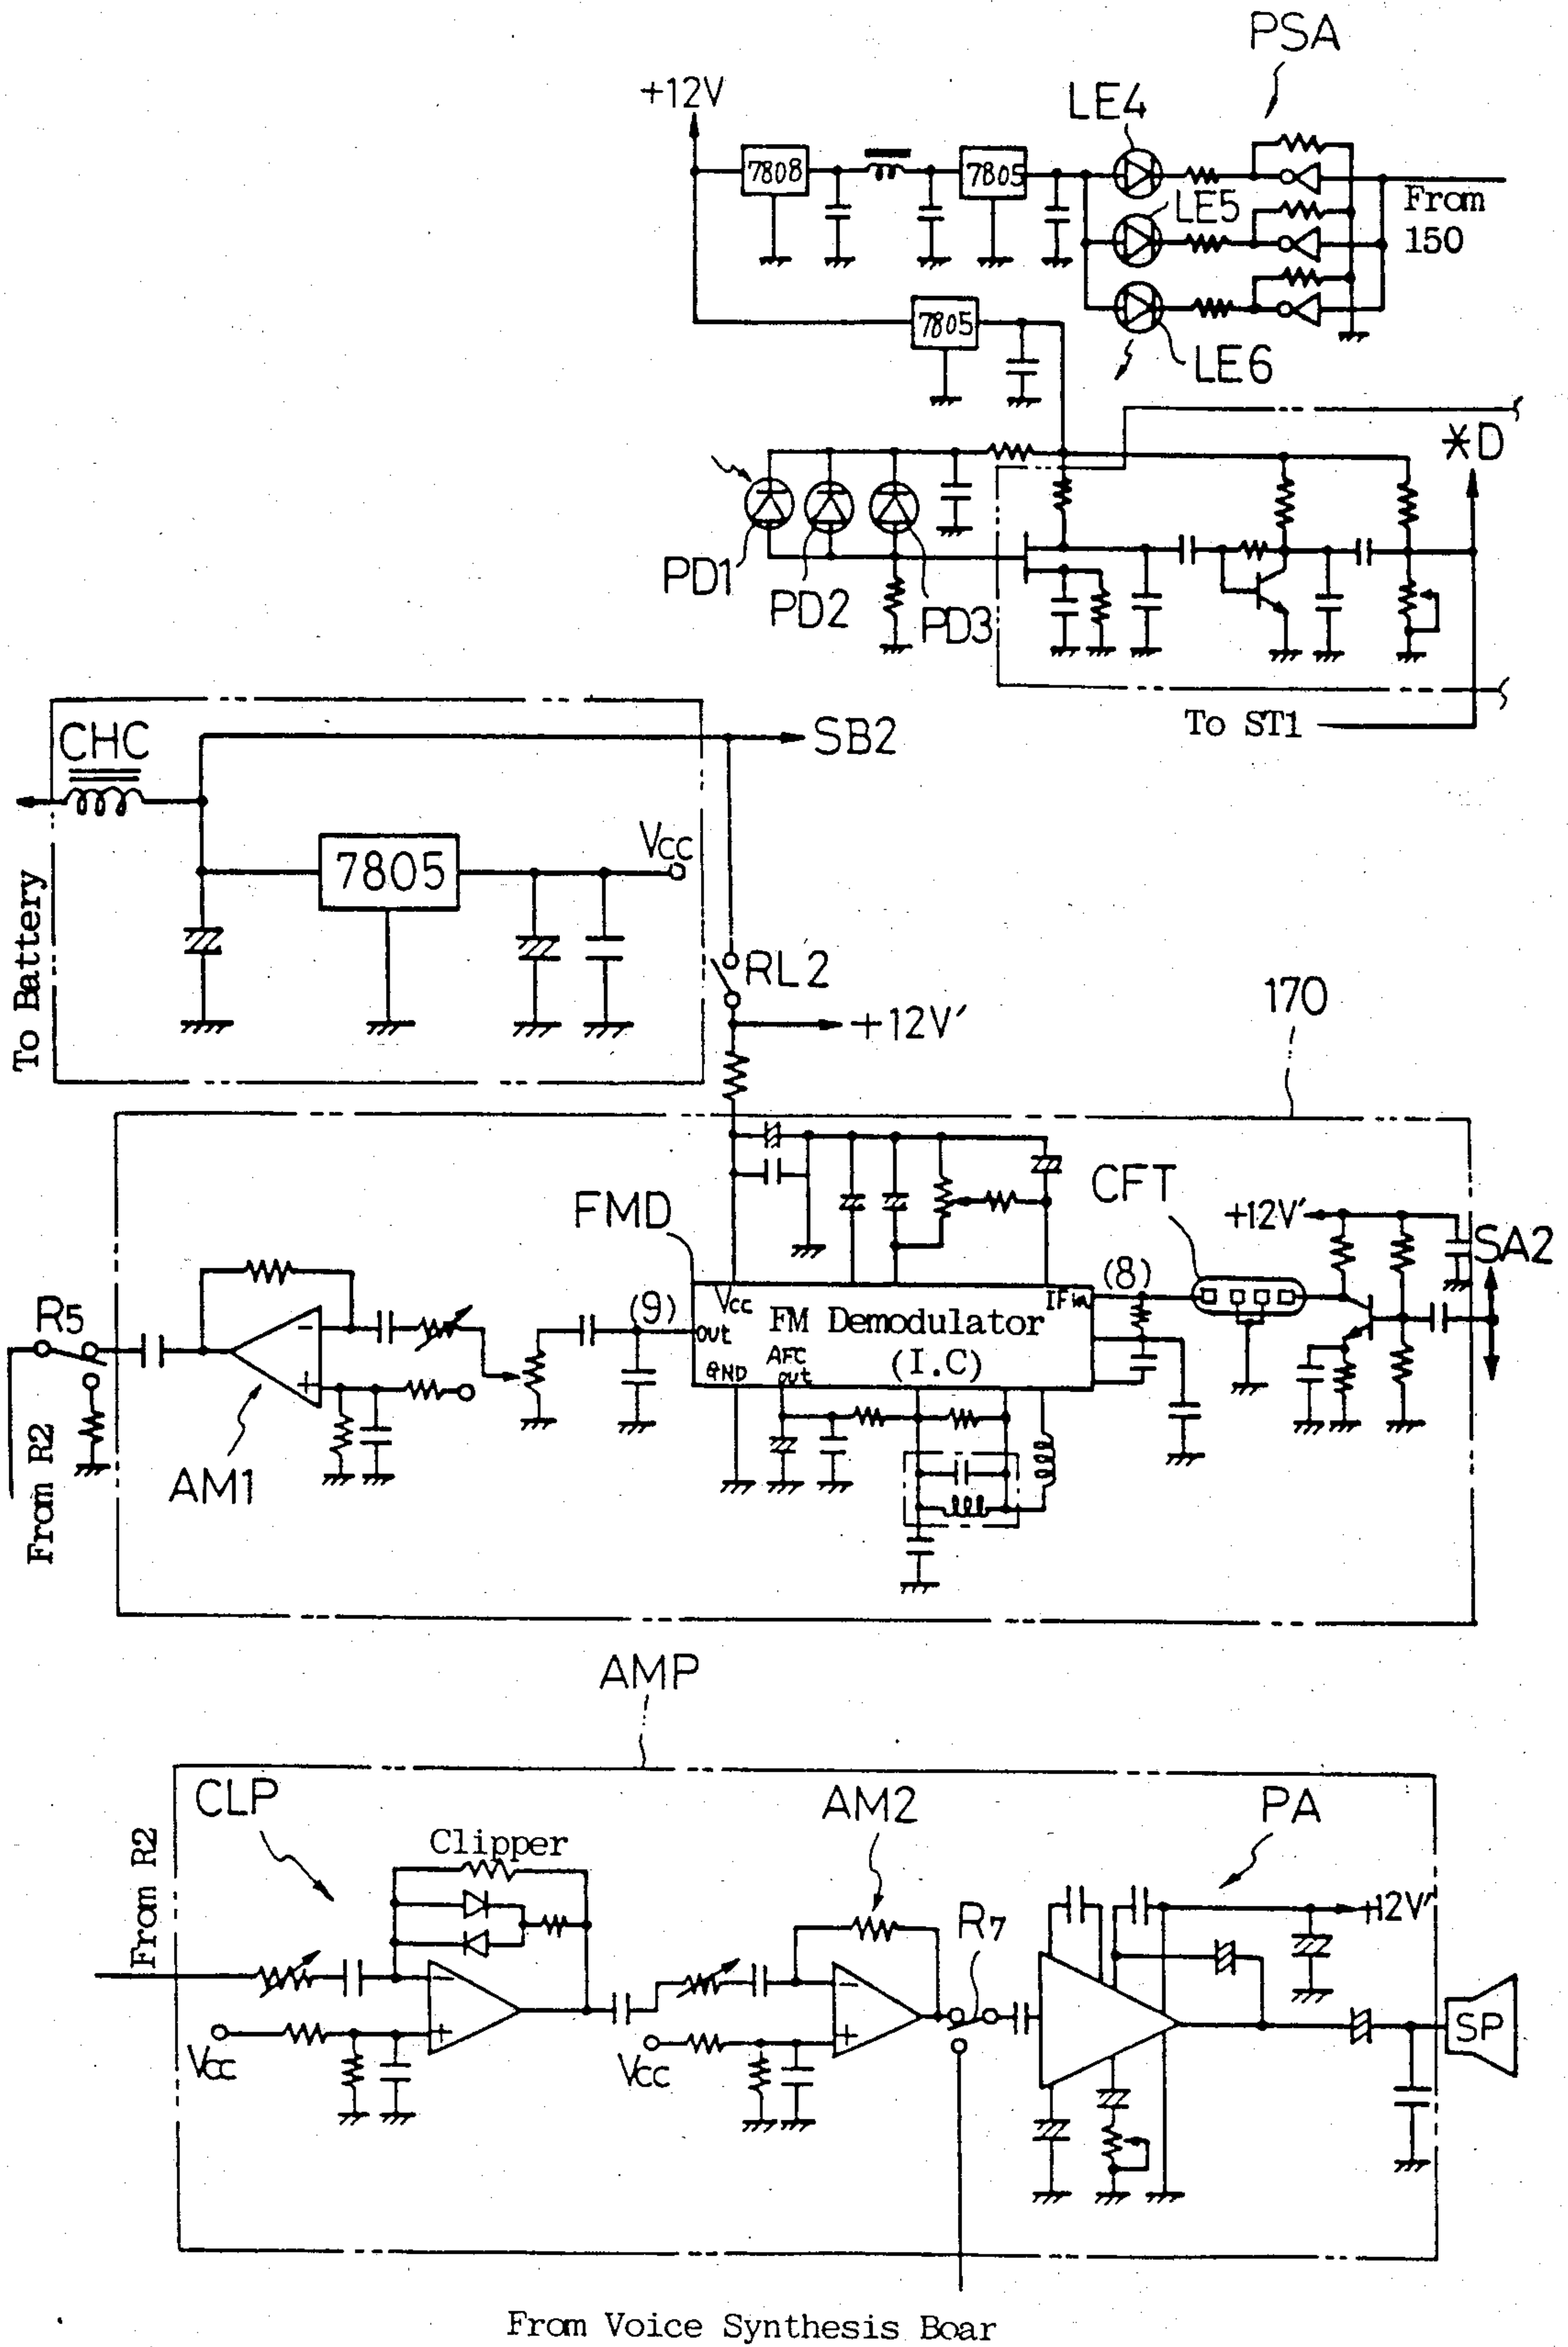 PSA
+12V
LE4
7808
7805
LE5
From
150
7805
LE6
*D
PD1
PD2
PD3
To ST1
CHC
SB2
7805
Vcc
To Battery
RL2
+12V'
170
FMD
CFT
+12V'
SA2
(8)
(9)
Vcc
IFin
out
FM Demodulator
(I.C)
AFC
out
GND
R5
AM1
From R2
AMP
CLP
Clipper
AM2
PA
From R2
R7
+12V'
Vcc
Vcc
SP
From Voice Synthesis Boar